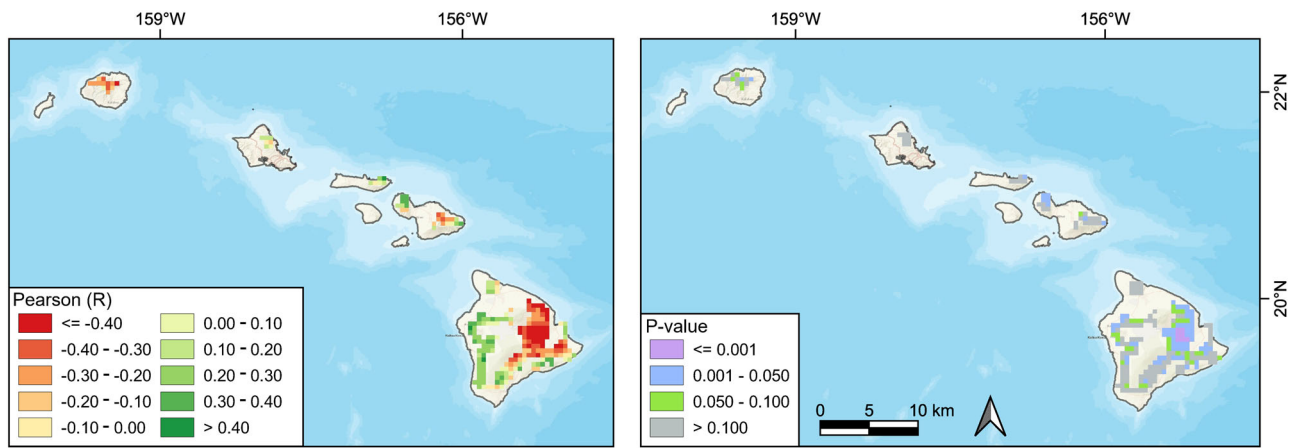 159°W
156°W
159°W
156°W
22°N
20°N
Pearson (R)
<= -0.40
-0.40 - -0.30
-0.30 - -0.20
-0.20 - -0.10
-0.10 - 0.00
0.00 - 0.10
0.10 - 0.20
0.20 - 0.30
0.30 - 0.40
> 0.40
P-value
<= 0.001
0.001 - 0.050
0.050 - 0.100
> 0.100
0 5 10 km